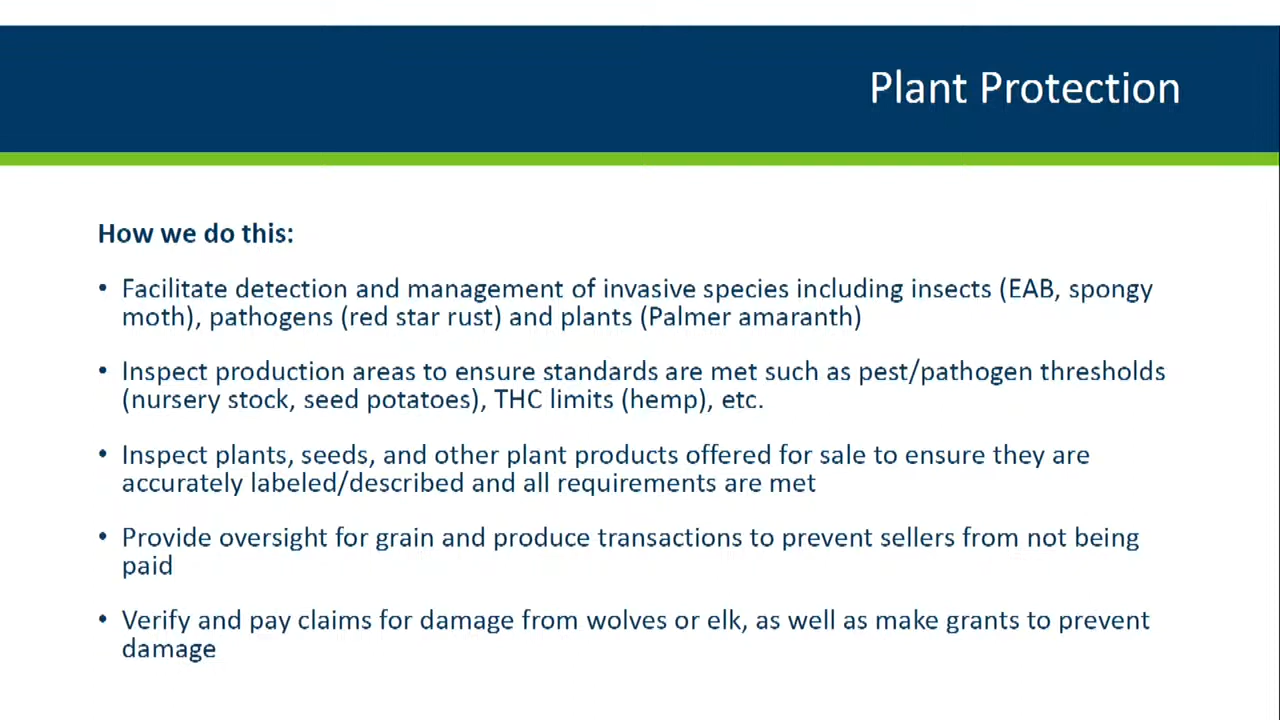 Plant Protection
How we do this:
• Facilitate detection and management of invasive species including insects (EAB, spongy
moth), pathogens (red star rust) and plants (Palmer amaranth)
• Inspect production areas to ensure standards are met such as pest/pathogen thresholds
(nursery stock, seed potatoes), THC limits (hemp), etc.
• Inspect plants, seeds, and other plant products offered for sale to ensure they are
accurately labeled/described and all requirements are met
• Provide oversight for grain and produce transactions to prevent sellers from not being
paid
• Verify and pay claims for damage from wolves or elk, as well as make grants to prevent
damage